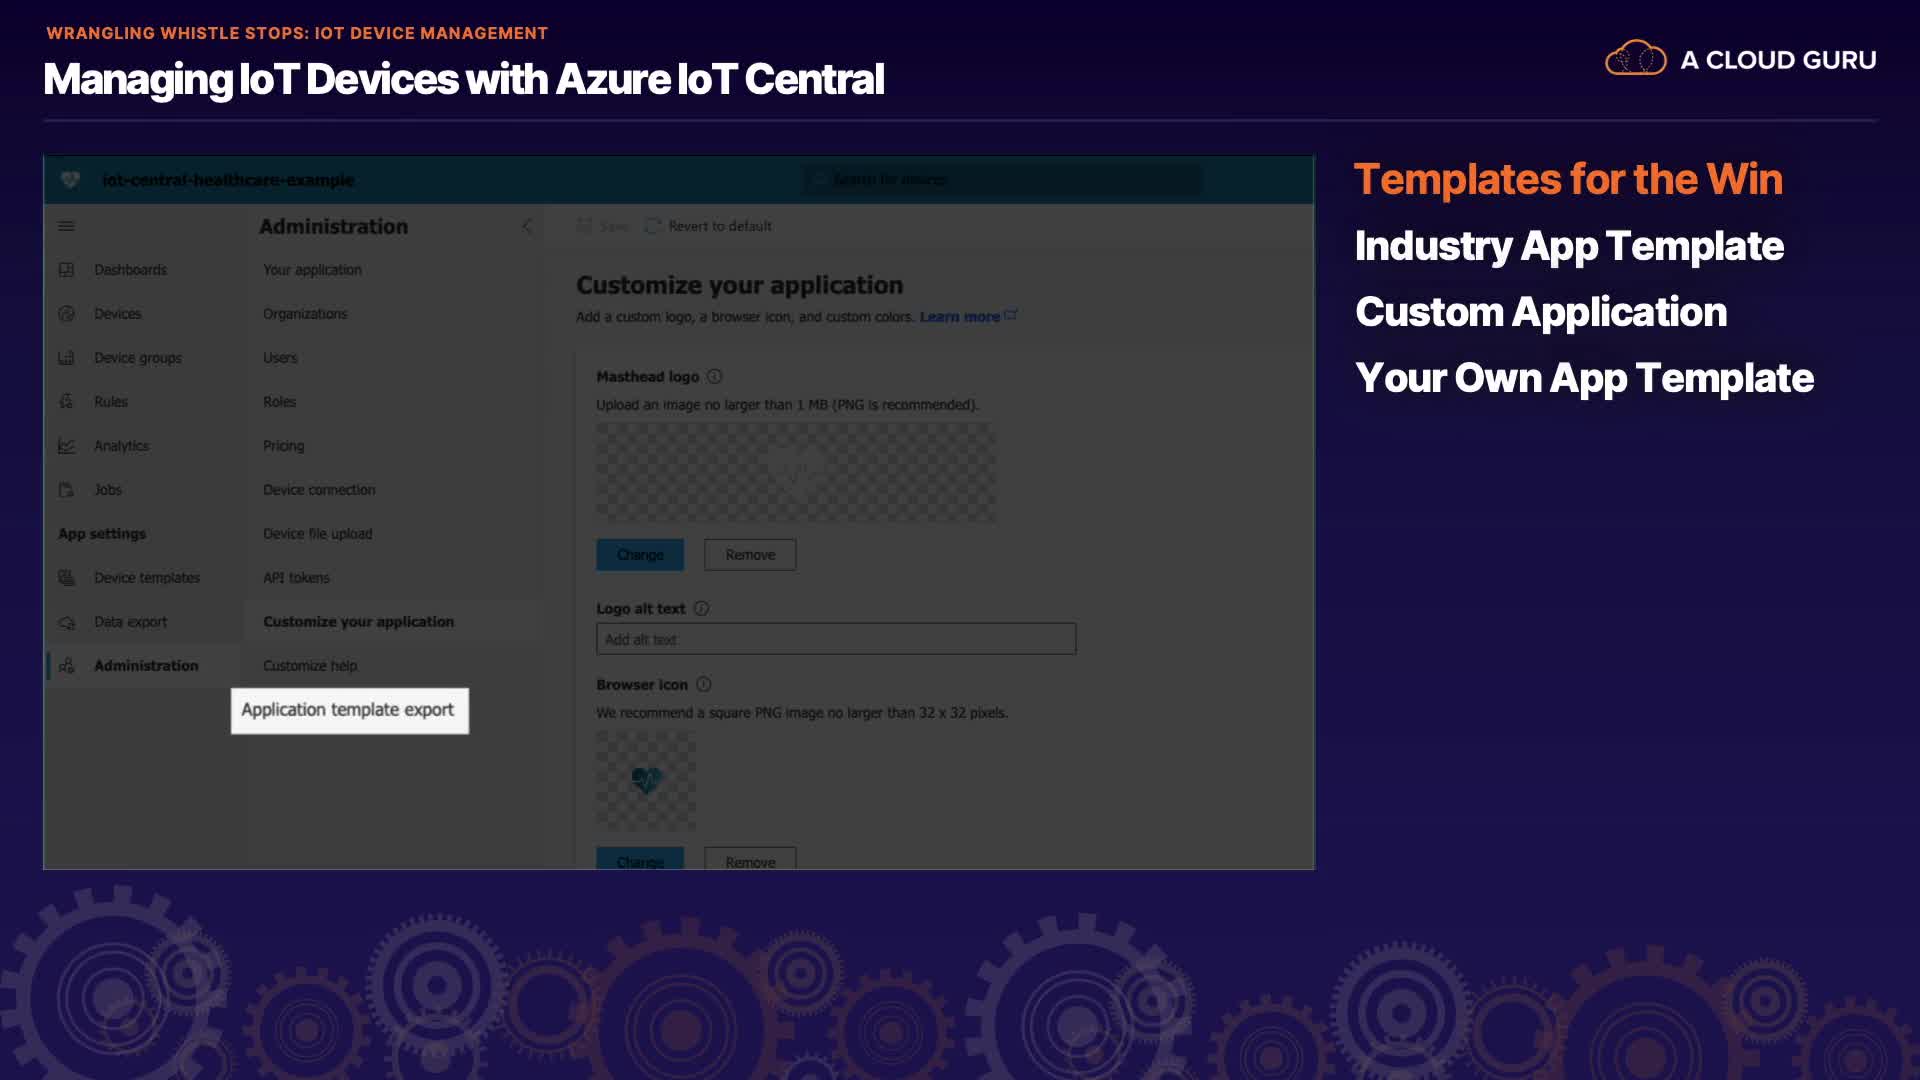 WRANGLING WHISTLE STOPS: IOT DEVICE MANAGEMENT
Managing IoT Devices with Azure IoT Central
A CLOUD GURU
iot-central-healthcare-example
Search for devices
Administration
Save
Revert to default
Dashboards
Your application
Customize your application
Add a custom logo, a browser icon, and custom colors. Learn more
Devices
Organizations
Device groups
Users
Masthead logo
Upload an image no larger than 1 MB (PNG is recommended).
Rules
Roles
Analytics
Pricing
Jobs
Device connection
App settings
Device file upload
Change
Remove
Device templates
API tokens
Logo alt text
Add alt text
Data export
Customize your application
Administration
Customize help
Application template export
Browser icon
We recommend a square PNG image no larger than 32 x 32 pixels.
Change
Remove
Templates for the Win
Industry App Template
Custom Application
Your Own App Template